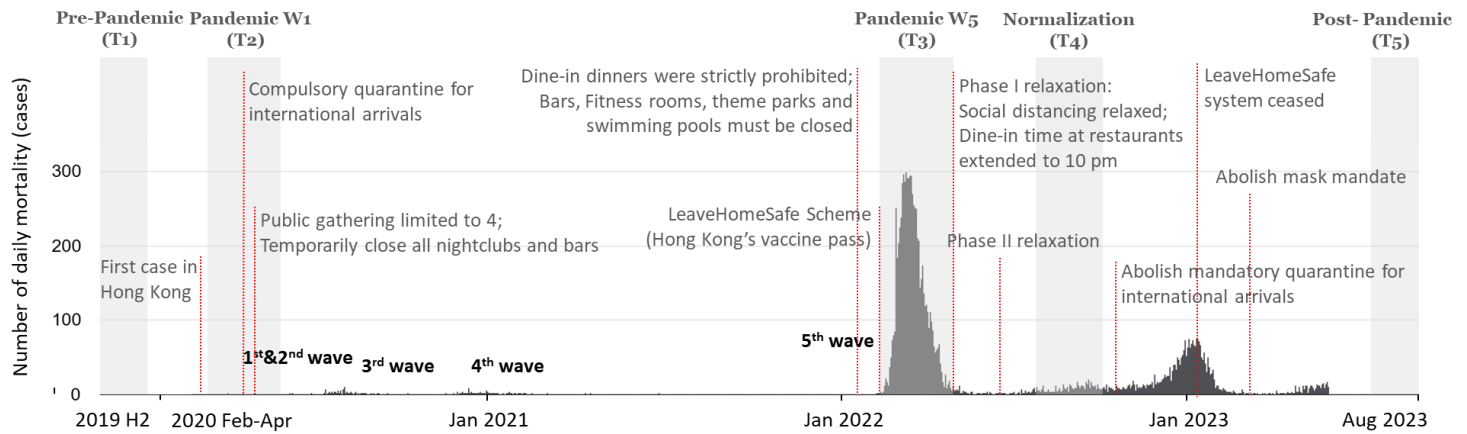 Pre-Pandemic
(T1)
Pandemic W1
(T2)
Pandemic W5
(T3)
Normalization
(T4)
Post- Pandemic
(T5)
Number of daily mortality (cases)
300
200
100
0
Compulsory quarantine for
international arrivals
Public gathering limited to 4;
Temporarily close all nightclubs and bars
First case in
Hong Kong
Dine-in dinners were strictly prohibited;
Bars, Fitness rooms, theme parks and
swimming pools must be closed
LeaveHomeSafe Scheme
(Hong Kong's vaccine pass)
Phase I relaxation:
Social distancing relaxed;
Dine-in time at restaurants
extended to 10 pm
Phase II relaxation
LeaveHomeSafe
system ceased
Abolish mask mandate
Abolish mandatory quarantine for
international arrivals
1st&2nd wave
3rd wave
4th wave
5th wave
2019 H2
2020 Feb-Apr
Jan 2021
Jan 2022
Jan 2023
Aug 2023